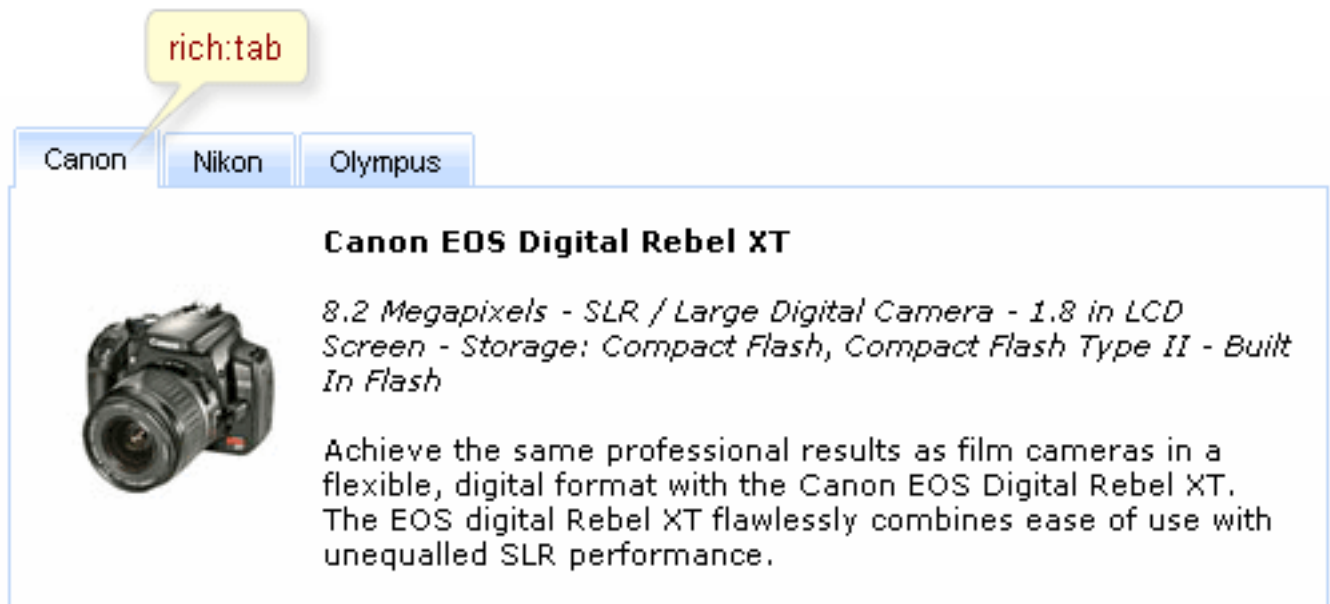 rich:tab
Canon Nikon Olympus
Canon EOS Digital Rebel XT
8.2 Megapixels - SLR / Large Digital Camera - 1.8 in LCD
Screen - Storage: Compact Flash, Compact Flash Type II - Built
In Flash
Achieve the same professional results as film cameras in a
flexible, digital format with the Canon EOS Digital Rebel XT.
The EOS digital Rebel XT flawlessly combines ease of use with
unequalled SLR performance.